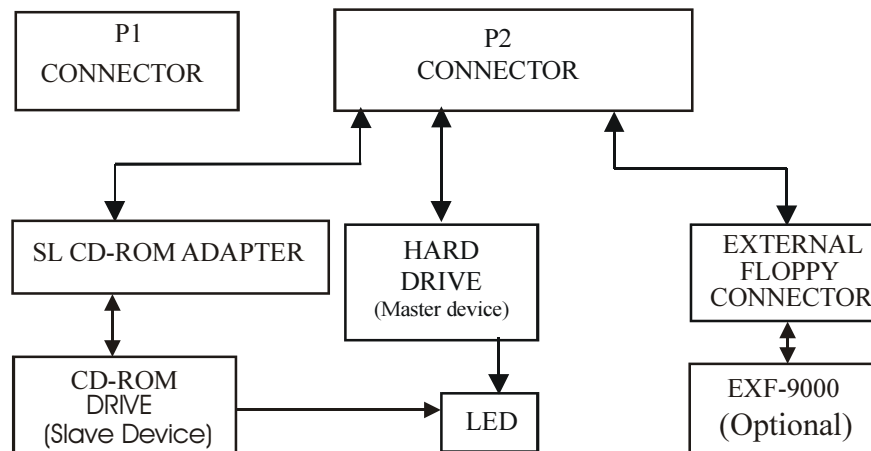 P1
CONNECTOR
P2
CONNECTOR
SL CD-ROM ADAPTER
HARD
DRIVE
(Master device)
EXTERNAL
FLOPPY
CONNECTOR
CD-ROM
DRIVE
(Slave Device)
LED
EXF-9000
(Optional)